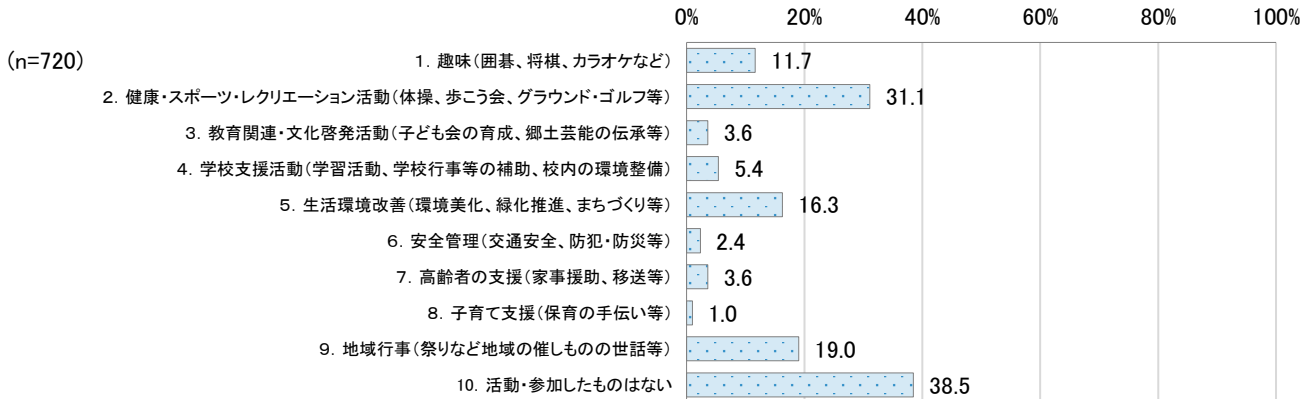 0% 20% 40% 60% 80% 100%
(n=720)
1. 趣味(囲碁、将棋、カラオケなど) 11.7
2. 健康・スポーツ・レクリエーション活動(体操、歩こう会、グラウンド・ゴルフ等) 31.1
3. 教育関連・文化啓発活動(子ども会の育成、郷土芸能の伝承等) 3.6
4. 学校支援活動(学習活動、学校行事等の補助、校内の環境整備) 5.4
5. 生活環境改善(環境美化、緑化推進、まちづくり等) 16.3
6. 安全管理(交通安全、防犯・防災等) 2.4
7. 高齢者の支援(家事援助、移送等) 3.6
8. 子育て支援(保育の手伝い等) 1.0
9. 地域行事(祭りなど地域の催しものの世話等) 19.0
10. 活動・参加したものはない 38.5